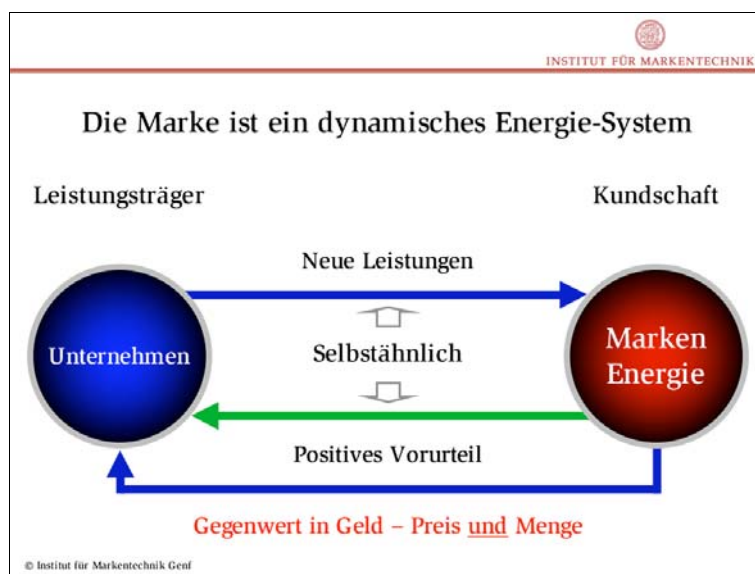 INSTITUT FÜR MARKENTECHNIK
Die Marke ist ein dynamisches Energie-System
Leistungsträger
Kundschaft
Neue Leistungen
Unternehmen
Selbstähnlich
Marken
Energie
Positives Vorurteil
Gegenwert in Geld – Preis und Menge
© Institut für Markentechnik Genf